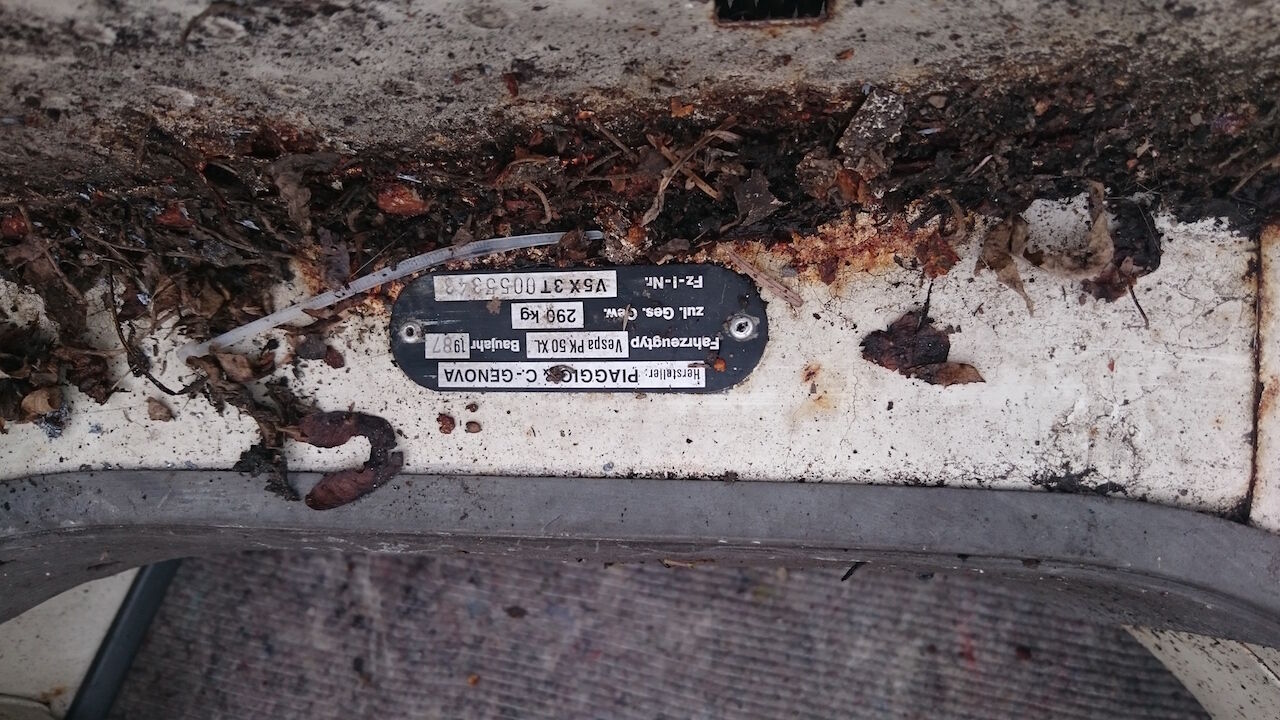 Hersteller: PIAGGIO & C.-GENOVA
Fahrzeugtyp Vespa PK 50 XL Baujahr 1987
zul. Ges. Gew. 290 kg
Fz-I-Nr. V5X 3T 0055343